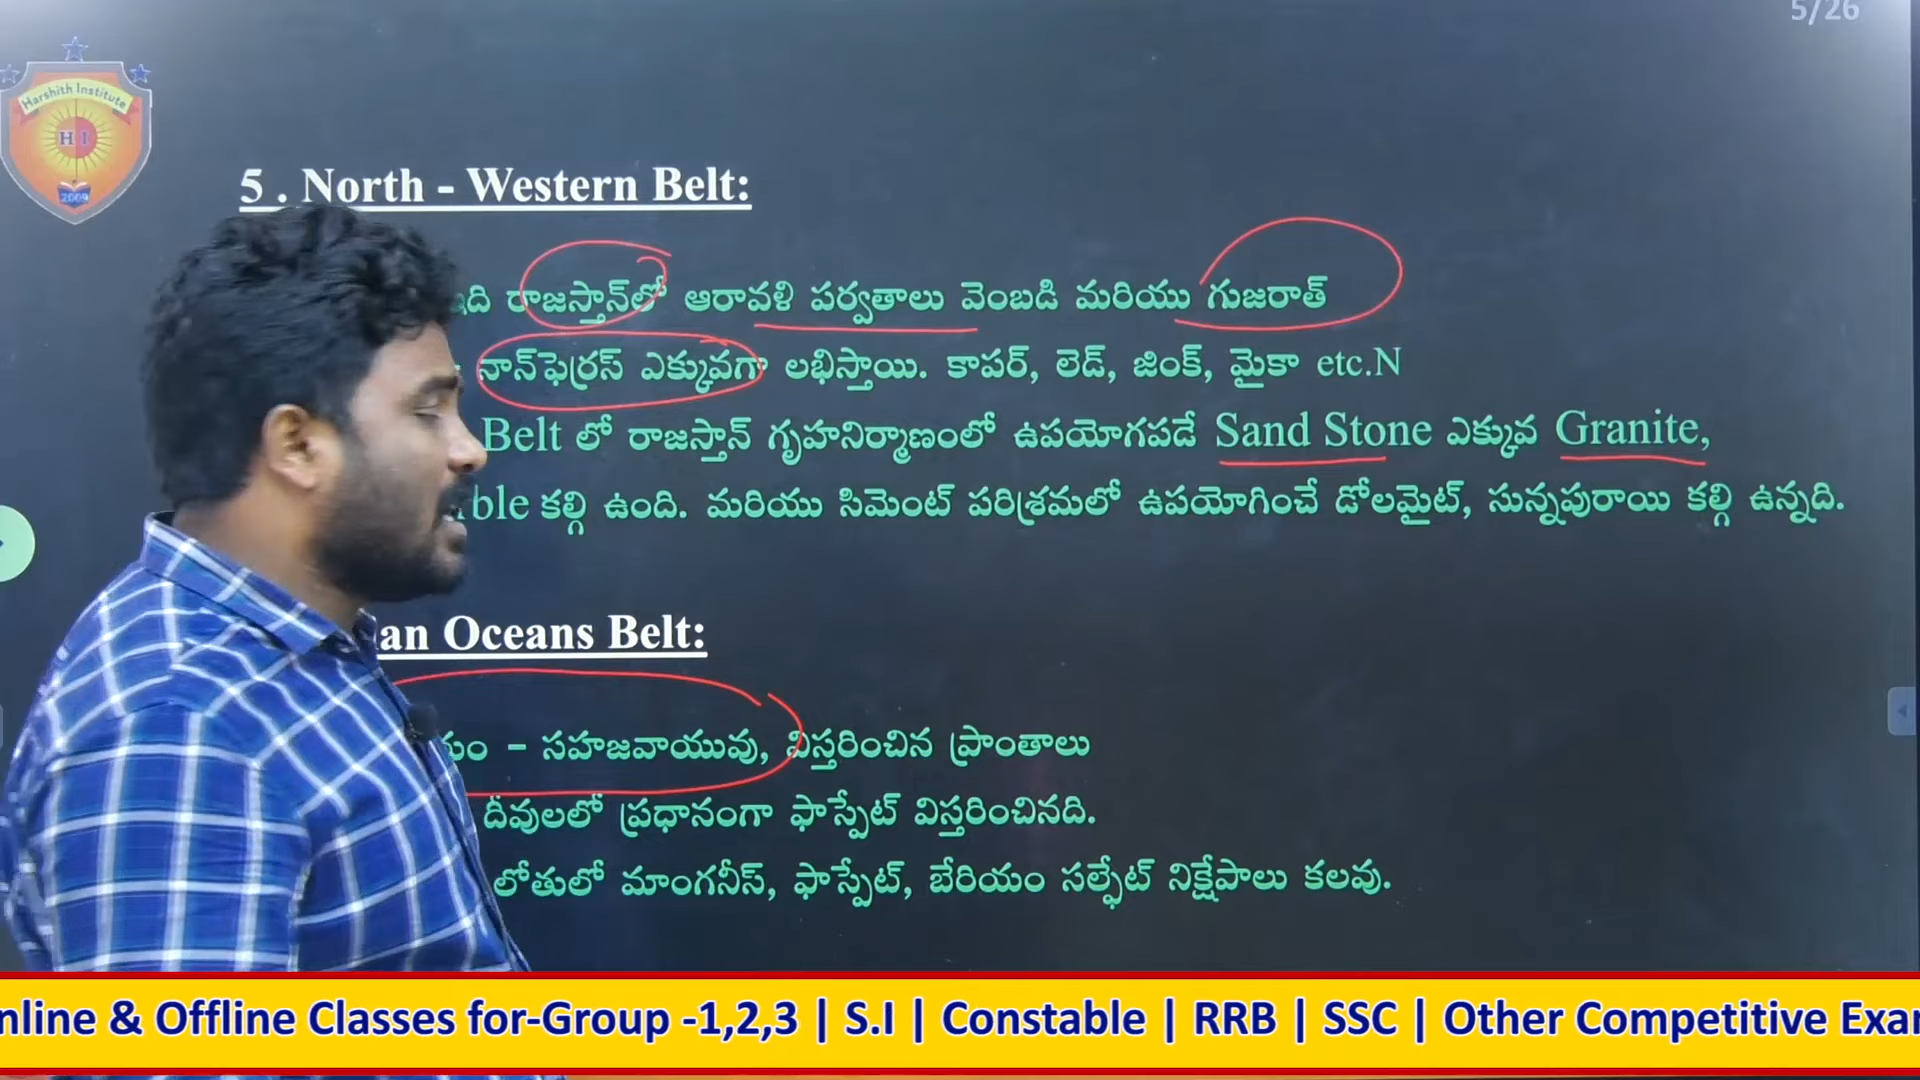 5/26
Harshith Institute
H I
2009
5 . North - Western Belt:
ఇది రాజస్తాన్‌లో ఆరావళి పర్వతాలు వెంబడి మరియు గుజరాత్
నాన్‌ఫెర్రస్ ఎక్కువగా లభిస్తాయి. కాపర్, లెడ్, జింక్, మైకా etc.N
Belt లో రాజస్తాన్ గృహనిర్మాణంలో ఉపయోగపడే Sand Stone ఎక్కువ Granite,
కల్గి ఉంది. మరియు సిమెంట్ పరిశ్రమలో ఉపయోగించే డోలమైట్, సున్నపురాయి కల్గి ఉన్నది.
Oceans Belt:
– సహజవాయువు, విస్తరించిన ప్రాంతాలు
దీవులలో ప్రధానంగా ఫాస్పేట్ విస్తరించినది.
లోతులో మాంగనీస్, ఫాస్పేట్, బేరియం సల్ఫేట్ నిక్షేపాలు కలవు.
nline & Offline Classes for-Group -1,2,3 | S.I | Constable | RRB | SSC | Other Competitive Exa